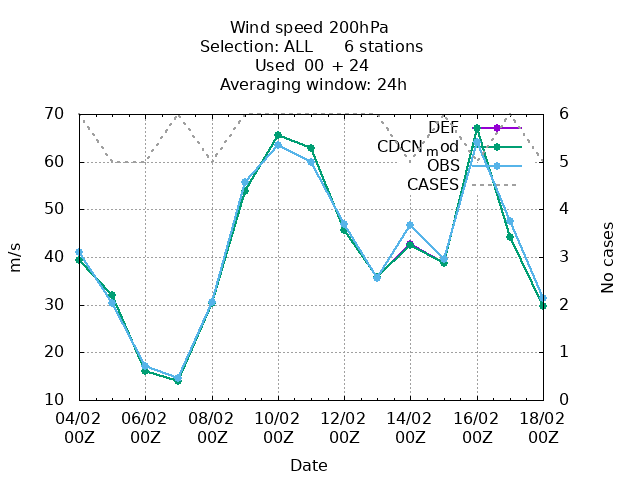 Wind speed 200hPa
Selection: ALL 6 stations
Used 00 + 24
Averaging window: 24h
70
60
50
40
30
20
10
m/s
6
5
4
3
2
1
0
No cases
DEF
CDCN_mod
OBS
CASES
04/02 06/02 08/02 10/02 12/02 14/02 16/02 18/02
00Z 00Z 00Z 00Z 00Z 00Z 00Z 00Z
Date